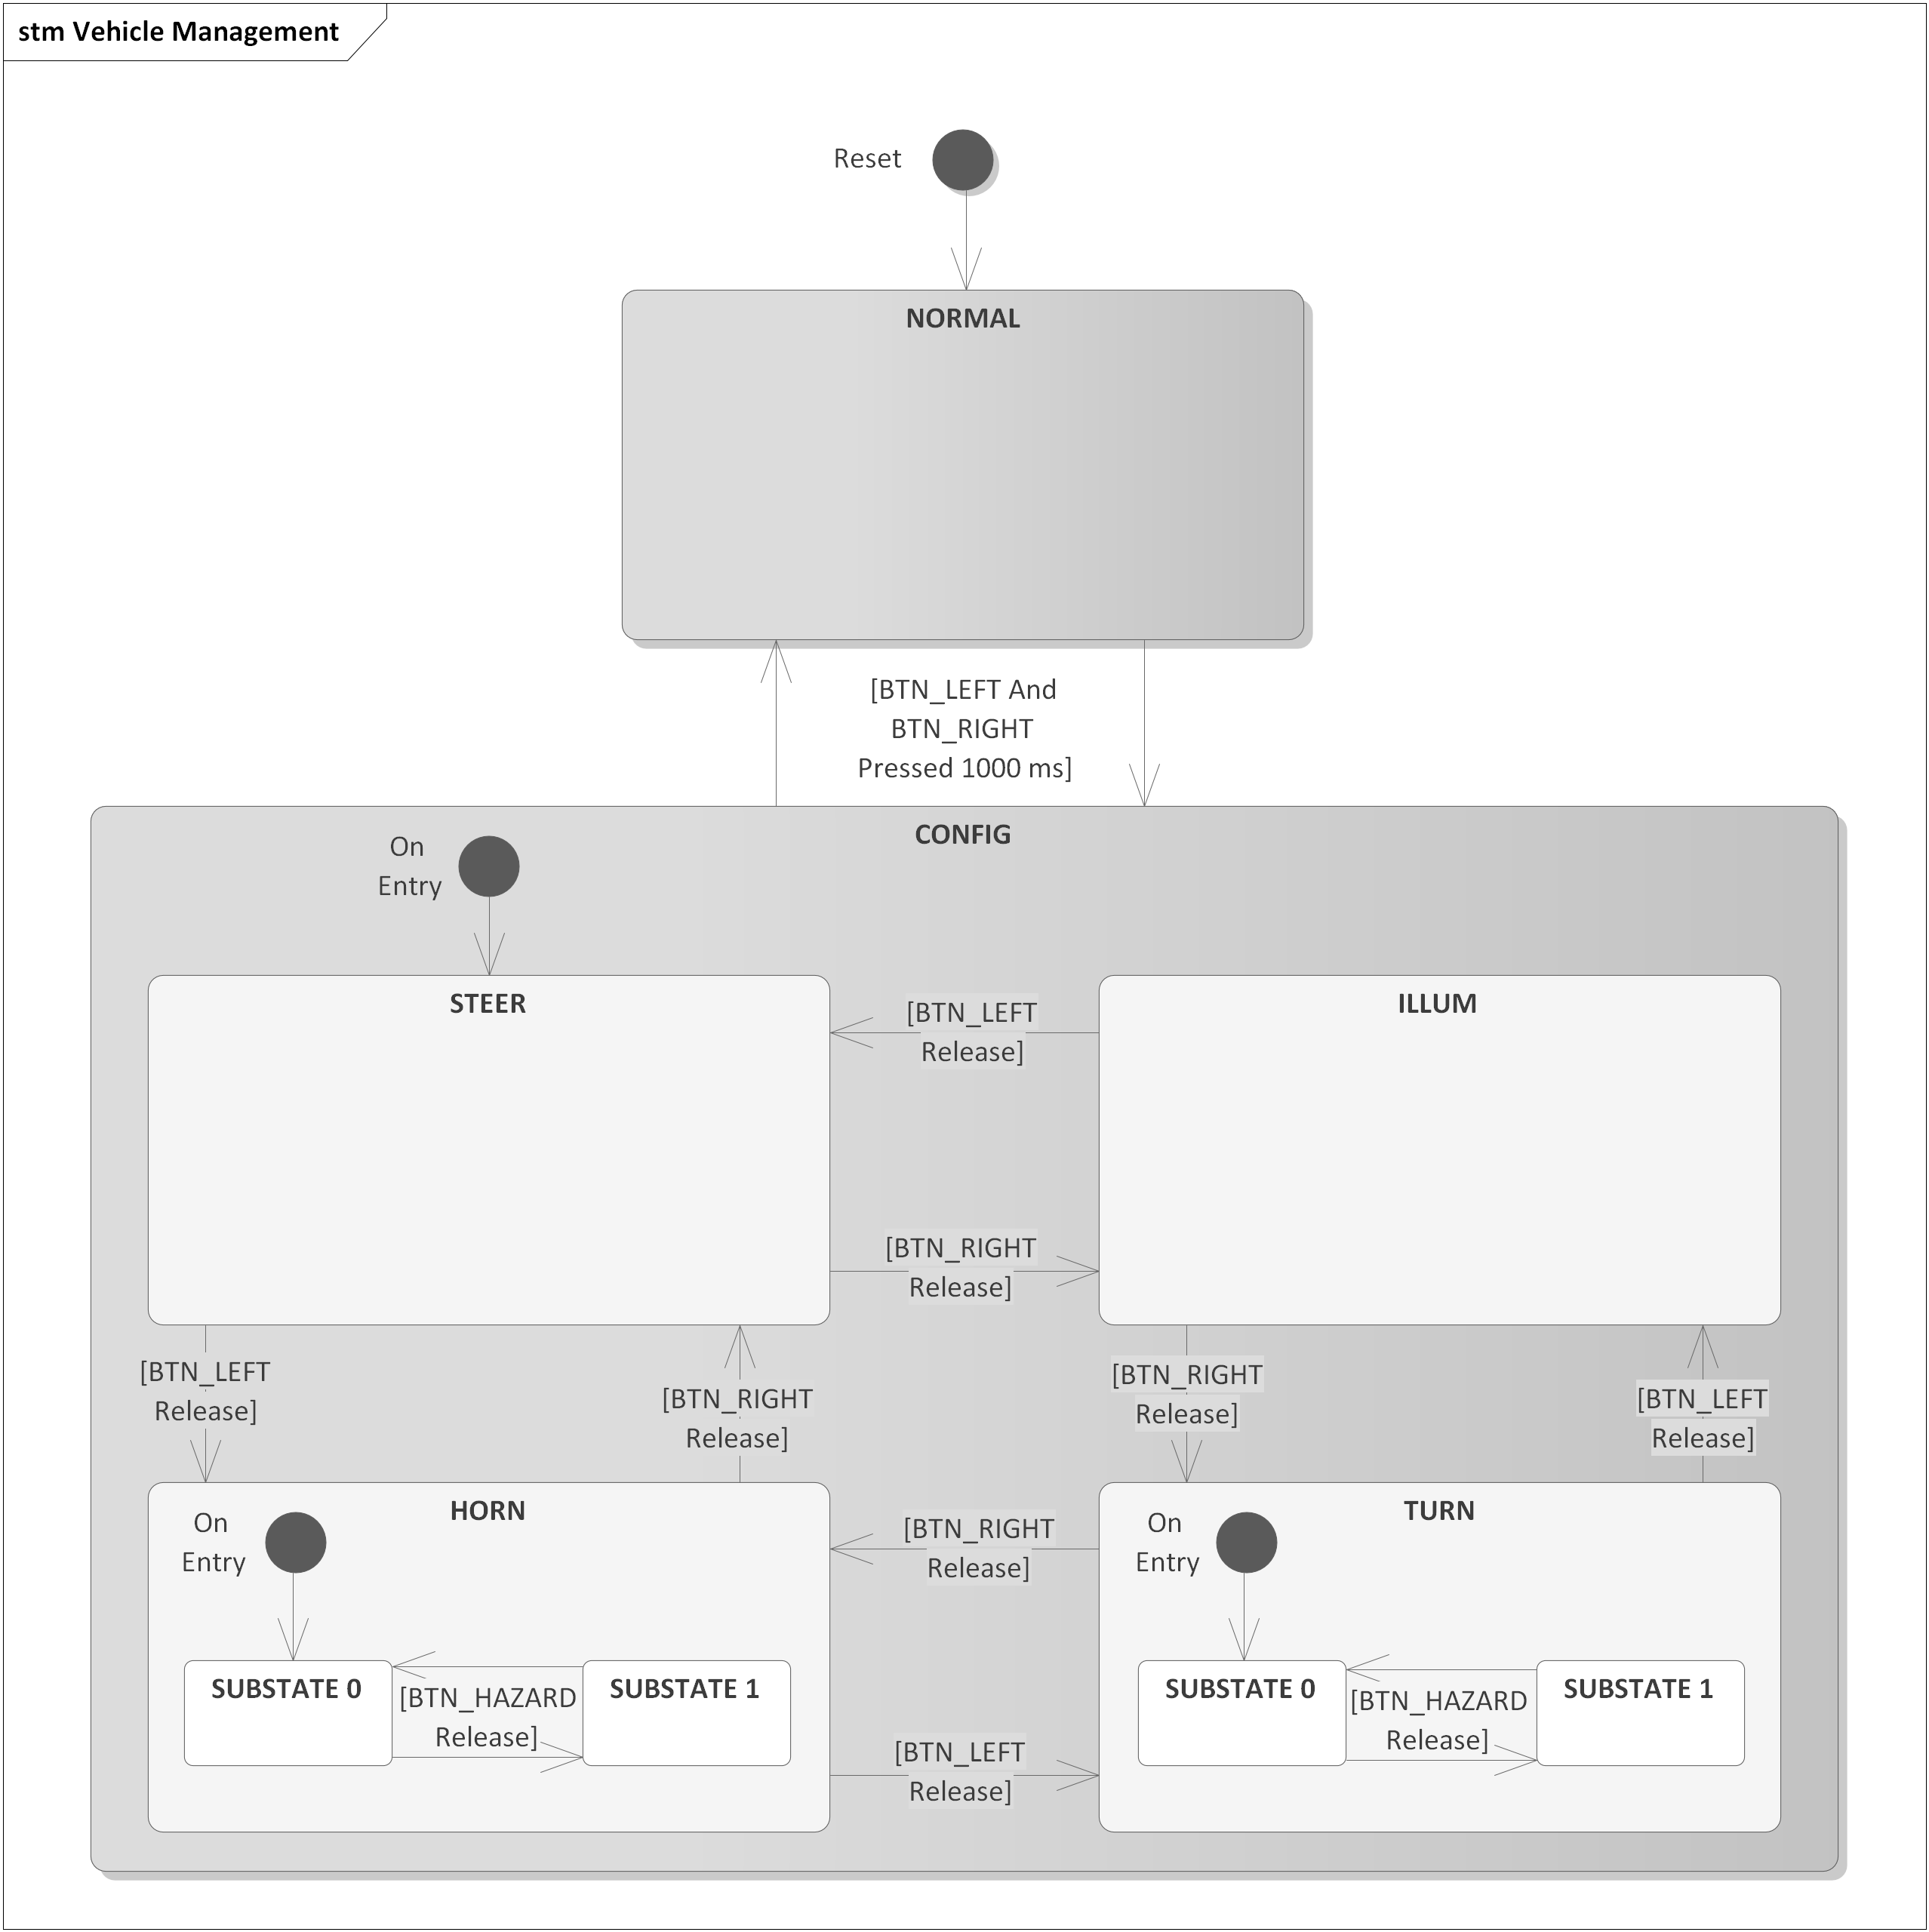 stm Vehicle Management
Reset
NORMAL
[BTN_LEFT And
BTN_RIGHT
Pressed 1000 ms]
CONFIG
On
Entry
STEER
[BTN_LEFT
Release]
ILLUM
[BTN_RIGHT
Release]
[BTN_LEFT
Release]
[BTN_RIGHT
Release]
[BTN_RIGHT
Release]
[BTN_LEFT
Release]
HORN
On
Entry
SUBSTATE 0
[BTN_HAZARD
Release]
SUBSTATE 1
[BTN_RIGHT
Release]
[BTN_LEFT
Release]
TURN
On
Entry
SUBSTATE 0
[BTN_HAZARD
Release]
SUBSTATE 1